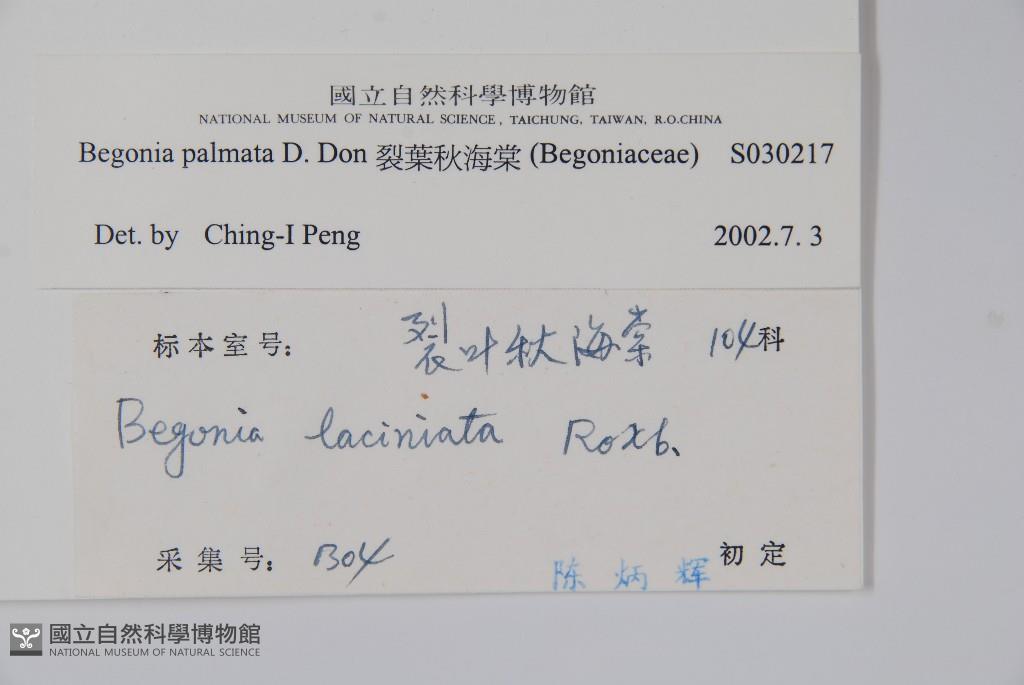 國立自然科學博物館
NATIONAL MUSEUM OF NATURAL SCIENCE, TAICHUNG, TAIWAN, R.O.CHINA
Begonia palmata D. Don 裂葉秋海棠 (Begoniaceae) S030217
Det. by Ching-I Peng 2002.7. 3
标本室号: 裂叶秋海棠 104科
Begonia laciniata Roxb.
采集号: B04 陈炳辉 初定
國立自然科學博物館
NATIONAL MUSEUM OF NATURAL SCIENCE